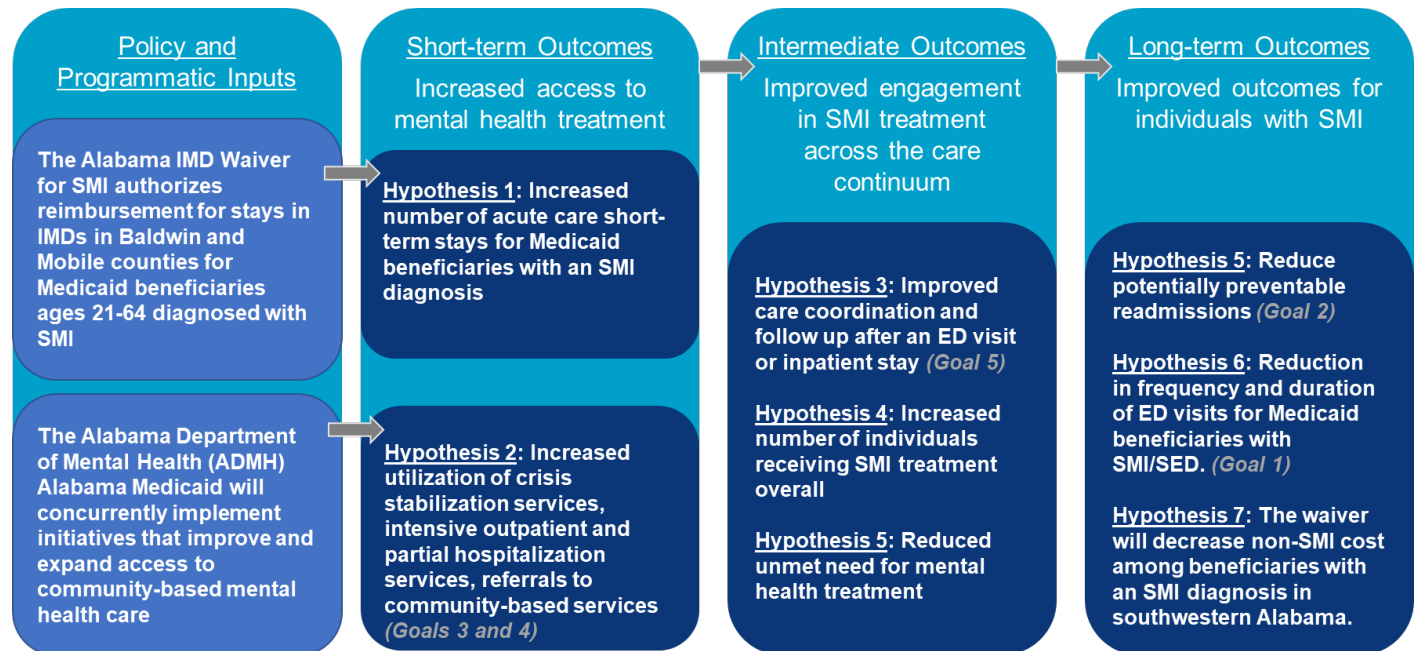 Policy and
Programmatic Inputs
The Alabama IMD Waiver
for SMI authorizes
reimbursement for stays in
IMDs in Baldwin and
Mobile counties for
Medicaid beneficiaries
ages 21-64 diagnosed with
SMI
The Alabama Department
of Mental Health (ADMH)
Alabama Medicaid will
concurrently implement
initiatives that improve and
expand access to
community-based mental
health care
Short-term Outcomes
Increased access to
mental health treatment
Hypothesis 1: Increased
number of acute care short-
term stays for Medicaid
beneficiaries with an SMI
diagnosis
Hypothesis 2: Increased
utilization of crisis
stabilization services,
intensive outpatient and
partial hospitalization
services, referrals to
community-based services
(Goals 3 and 4)
Intermediate Outcomes
Improved engagement
in SMI treatment
across the care
continuum
Hypothesis 3: Improved
care coordination and
follow up after an ED visit
or inpatient stay (Goal 5)
Hypothesis 4: Increased
number of individuals
receiving SMI treatment
overall
Hypothesis 5: Reduced
unmet need for mental
health treatment
Long-term Outcomes
Improved outcomes for
individuals with SMI
Hypothesis 5: Reduce
potentially preventable
readmissions (Goal 2)
Hypothesis 6: Reduction
in frequency and duration
of ED visits for Medicaid
beneficiaries with
SMI/SED. (Goal 1)
Hypothesis 7: The waiver
will decrease non-SMI cost
among beneficiaries with
an SMI diagnosis in
southwestern Alabama.